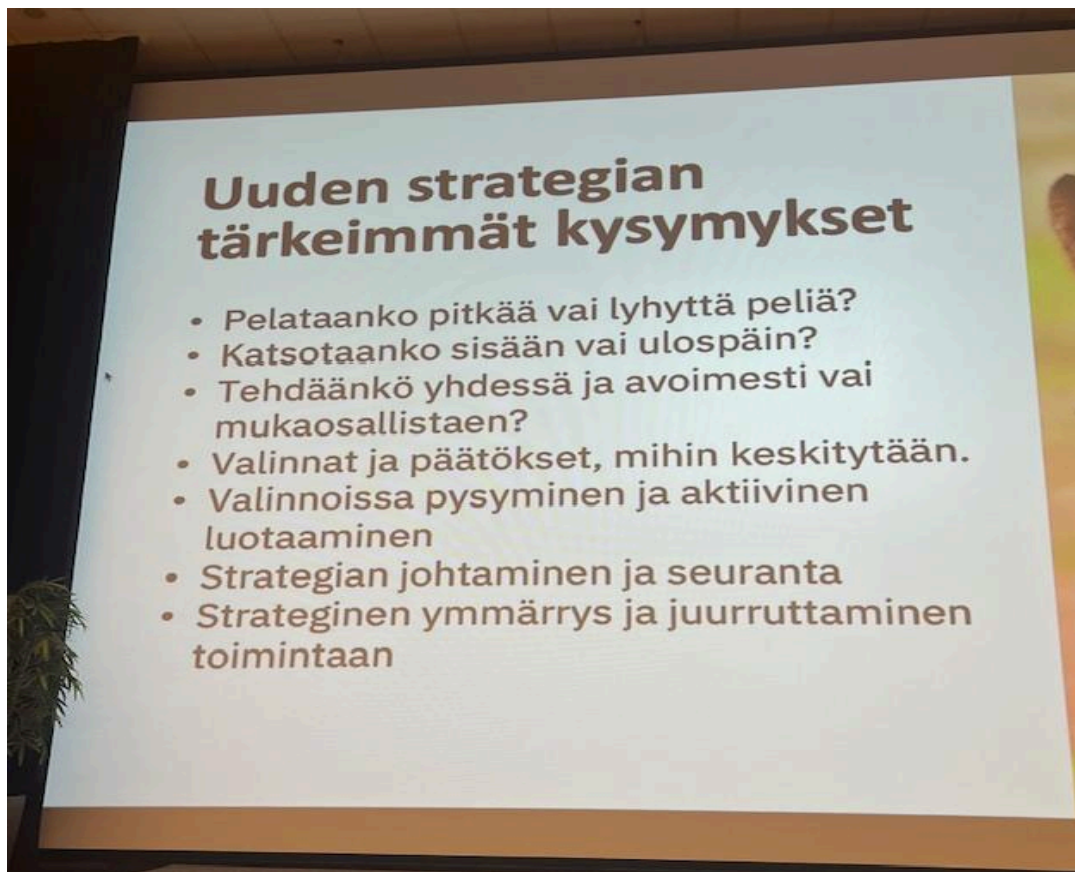 Uuden strategian
tärkeimmät kysymykset
• Pelataanko pitkää vai lyhyttä peliä?
• Katsotaanko sisään vai ulospäin?
• Tehdäänkö yhdessä ja avoimesti vai
mukaosallistaen?
• Valinnat ja päätökset, mihin keskitytään.
• Valinnoissa pysyminen ja aktiivinen
luotaaminen
• Strategian johtaminen ja seuranta
• Strateginen ymmärrys ja juurruttaminen
toimintaan